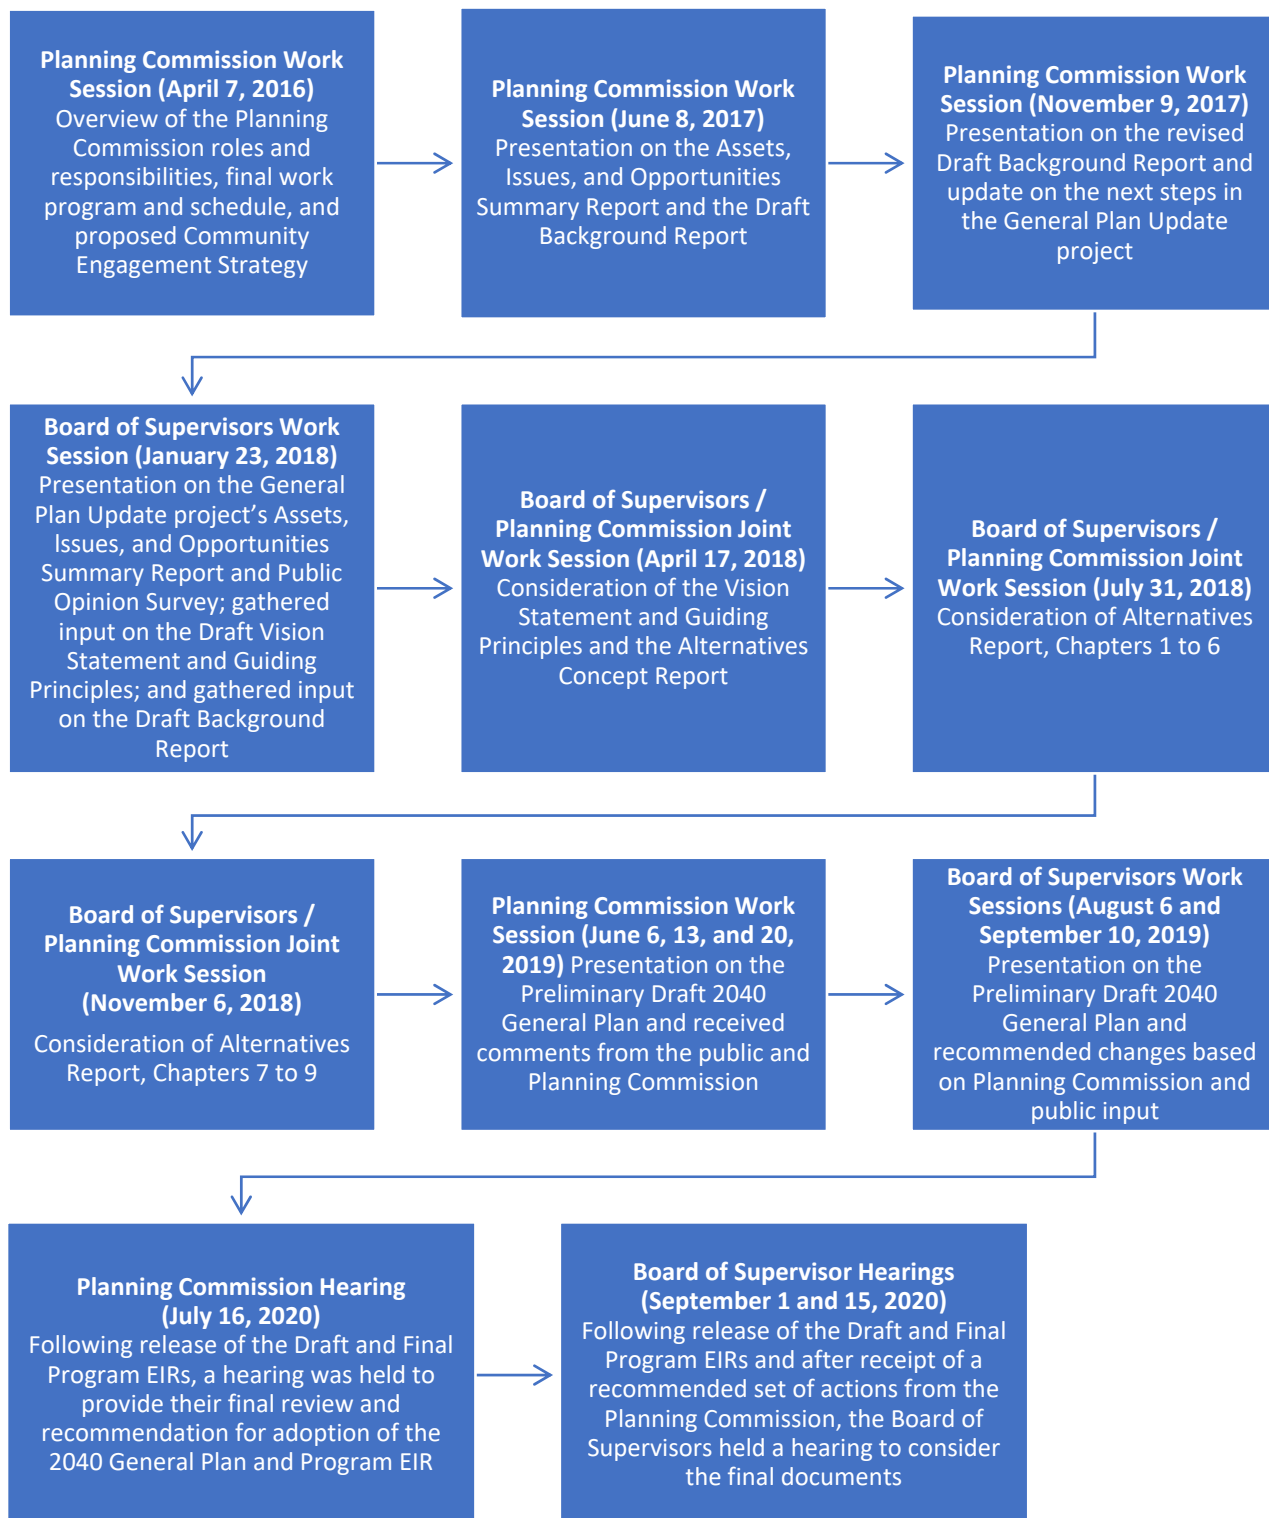 Planning Commission Work
Session (April 7, 2016)
Overview of the Planning
Commission roles and
responsibilities, final work
program and schedule, and
proposed Community
Engagement Strategy
Planning Commission Work
Session (June 8, 2017)
Presentation on the Assets,
Issues, and Opportunities
Summary Report and the Draft
Background Report
Planning Commission Work
Session (November 9, 2017)
Presentation on the revised
Draft Background Report and
update on the next steps in
the General Plan Update
project
Board of Supervisors Work
Session (January 23, 2018)
Presentation on the General
Plan Update project’s Assets,
Issues, and Opportunities
Summary Report and Public
Opinion Survey; gathered
input on the Draft Vision
Statement and Guiding
Principles; and gathered input
on the Draft Background
Report
Board of Supervisors /
Planning Commission Joint
Work Session (April 17, 2018)
Consideration of the Vision
Statement and Guiding
Principles and the Alternatives
Concept Report
Board of Supervisors /
Planning Commission Joint
Work Session (July 31, 2018)
Consideration of Alternatives
Report, Chapters 1 to 6
Board of Supervisors /
Planning Commission Joint
Work Session
(November 6, 2018)
Consideration of Alternatives
Report, Chapters 7 to 9
Planning Commission Work
Session (June 6, 13, and 20,
2019) Presentation on the
Preliminary Draft 2040
General Plan and received
comments from the public and
Planning Commission
Board of Supervisors Work
Sessions (August 6 and
September 10, 2019)
Presentation on the
Preliminary Draft 2040
General Plan and
recommended changes based
on Planning Commission and
public input
Planning Commission Hearing
(July 16, 2020)
Following release of the Draft and Final
Program EIRs, a hearing was held to
provide their final review and
recommendation for adoption of the
2040 General Plan and Program EIR
Board of Supervisor Hearings
(September 1 and 15, 2020)
Following release of the Draft and Final
Program EIRs and after receipt of a
recommended set of actions from the
Planning Commission, the Board of
Supervisors held a hearing to consider
the final documents